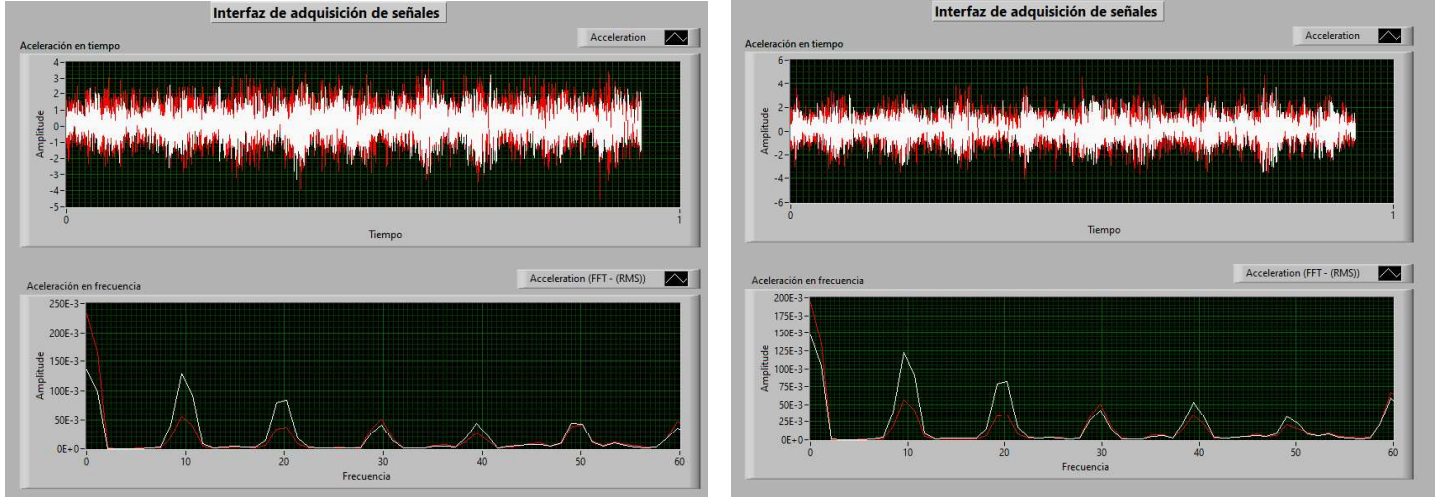 Interfaz de adquisición de señales
Acceleration
Aceleración en tiempo
4
3
2
1
0
-1
-2
-3
-4
-5
Amplitude
0
1
Tiempo
Acceleration (FFT - (RMS))
Aceleración en frecuencia
250E-3
200E-3
150E-3
100E-3
50E-3
0E+0
Amplitude
0
10
20
30
40
50
60
Frecuencia
Interfaz de adquisición de señales
Acceleration
Aceleración en tiempo
6
4
2
0
-2
-4
-6
Amplitude
0
1
Tiempo
Acceleration (FFT - (RMS))
Aceleración en frecuencia
200E-3
175E-3
150E-3
125E-3
100E-3
75E-3
50E-3
25E-3
0E+0
Amplitude
0
10
20
30
40
50
60
Frecuencia